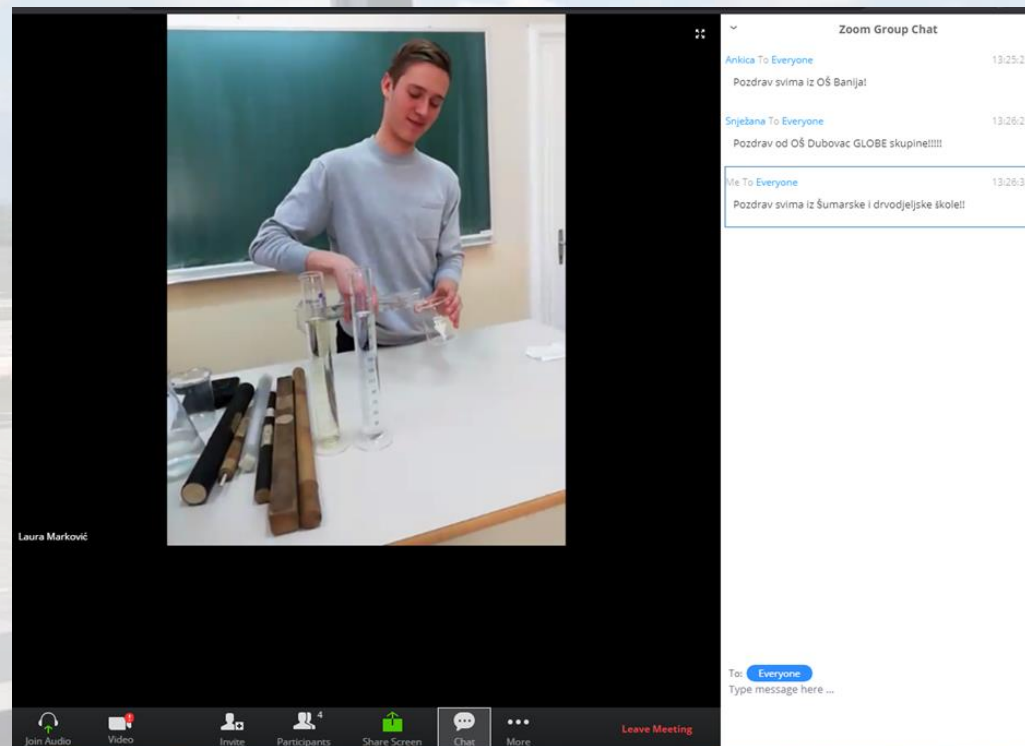 Zoom Group Chat
Ankica To Everyone 13:25:2
Pozdrav svima iz OŠ Banija!
Snježana To Everyone 13:26:2
Pozdrav od OŠ Dubovac GLOBE skupine!!!!!
Me To Everyone 13:26:3
Pozdrav svima iz Šumarske i drvodjeljske škole!!
Laura Marković
To: Everyone
Type message here ...
Join Audio
Video
Invite
4
Participants
Share Screen
Chat
More
Leave Meeting